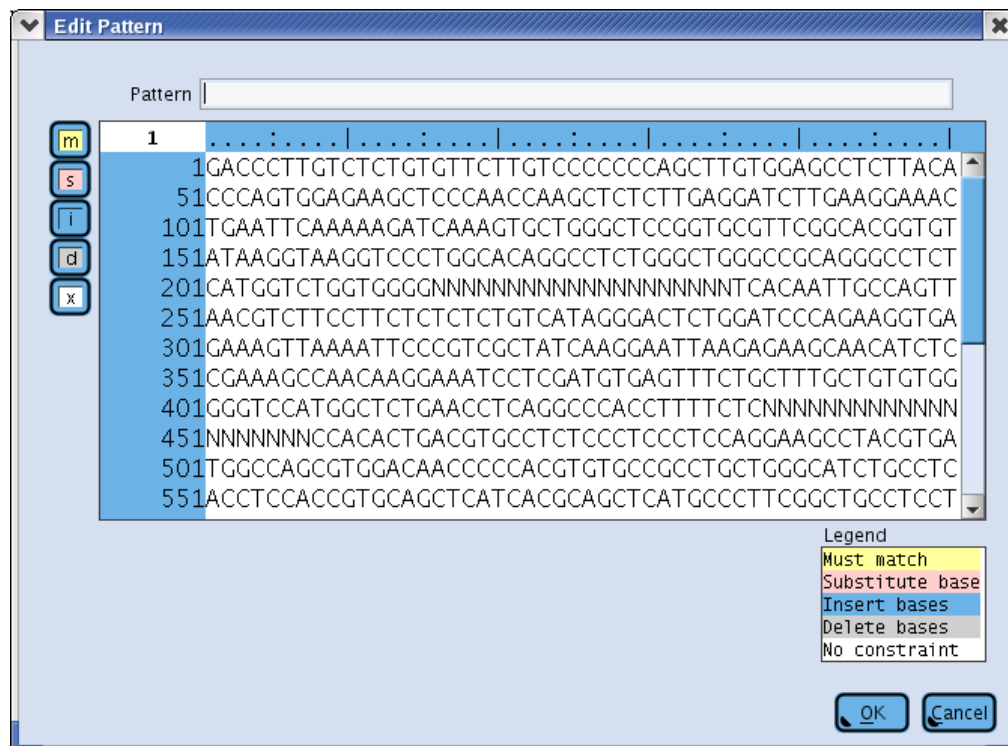 Edit Pattern
Pattern
m
s
i
d
x
1 ....:....|....:....|....:....|....:....|....:....|
1GACCCTTGTCTCTGTGTTCTTGTCCCCCCCAGCTTGTGGAGCCTCTTACA
51CCCAGTGGAGAAGCTCCCAACCAAGCTCTCTTGAGGATCTTGAAGGAAAC
101TGAATTCAAAAAGATCAAAGTGCTGGGCTCCGGTGCGTTCGGCACGGTGT
151ATAAGGTAAGGTCCCTGGCACAGGCCTCTGGGCTGGGCCGCAGGGCCTCT
201CATGGTCTGGTGGGGNNNNNNNNNNNNNNNNNNNNTCACAATTGCCAGTT
251AACGTCTTCCTTCTCTCTCTGTCATAGGGACTCTGGATCCCAGAAGGTGA
301GAAAGTTAAAATTCCCGTCGCTATCAAGGAATTAAGAGAAGCAACATCTC
351CGAAAGCCAACAAGGAAATCCTCGATGTGAGTTTCTGCTTTGCTGTGTGG
401GGGTCCATGGCTCTGAACCTCAGGCCCACCTTTTCTCNNNNNNNNNNNNN
451NNNNNNNCCACACTGACGTGCCTCTCCCTCCCTCCAGGAAGCCTACGTGA
501TGGCCAGCGTGGACAACCCCCACGTGTGCCGCCTGCTGGGCATCTGCCTC
551ACCTCCACCGTGCAGCTCATCACGCAGCTCATGCCCTTCGGCTGCCTCCT
Legend
Must match
Substitute base
Insert bases
Delete bases
No constraint
OK
Cancel